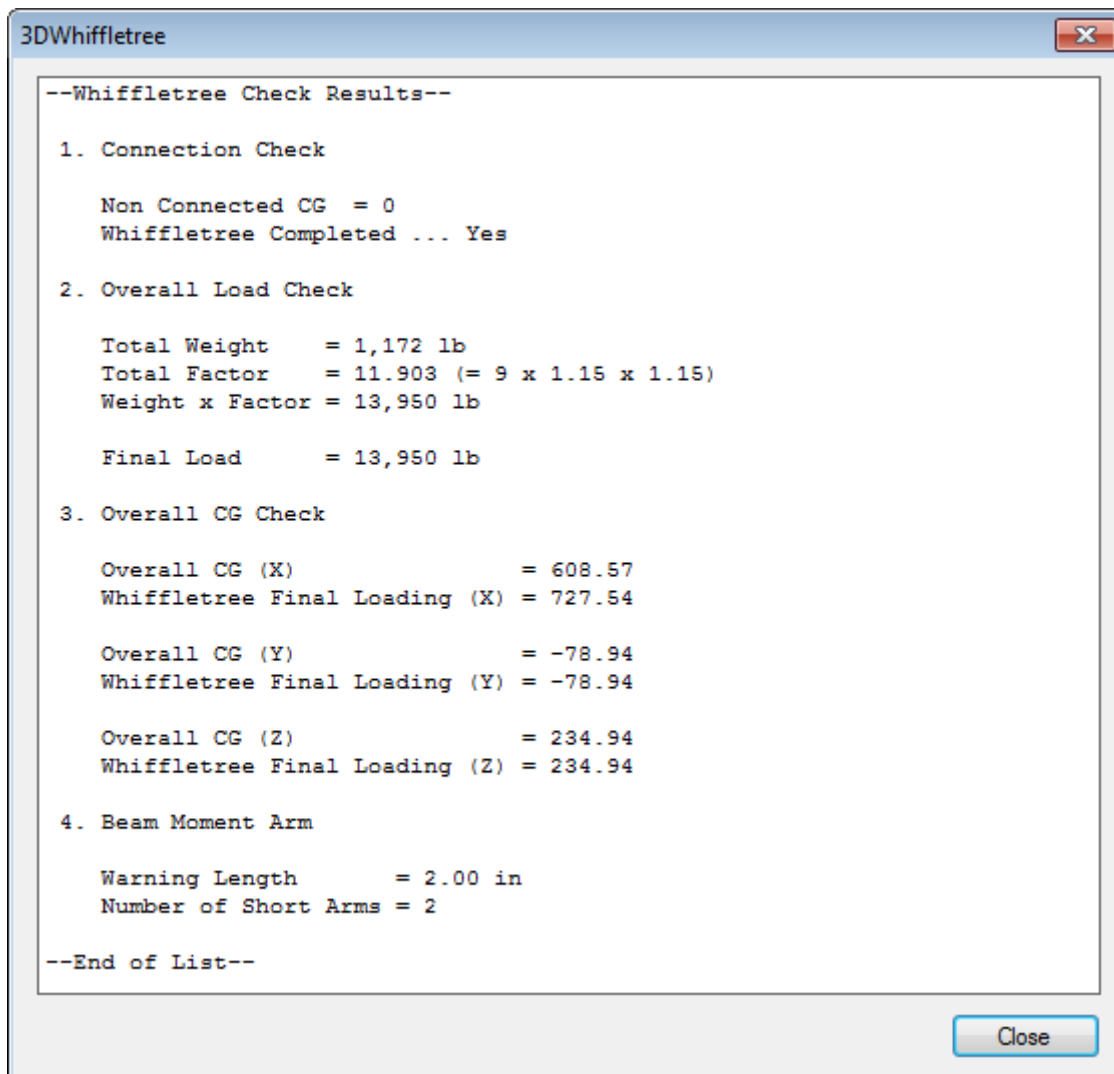 3DWhiffletree
--Whiffletree Check Results--
1. Connection Check
Non Connected CG  = 0
Whiffletree Completed ... Yes
2. Overall Load Check
Total Weight    = 1,172 lb
Total Factor    = 11.903 (= 9 x 1.15 x 1.15)
Weight x Factor = 13,950 lb
Final Load      = 13,950 lb
3. Overall CG Check
Overall CG (X)                = 608.57
Whiffletree Final Loading (X) = 727.54
Overall CG (Y)                = -78.94
Whiffletree Final Loading (Y) = -78.94
Overall CG (Z)                = 234.94
Whiffletree Final Loading (Z) = 234.94
4. Beam Moment Arm
Warning Length       = 2.00 in
Number of Short Arms = 2
--End of List--
Close